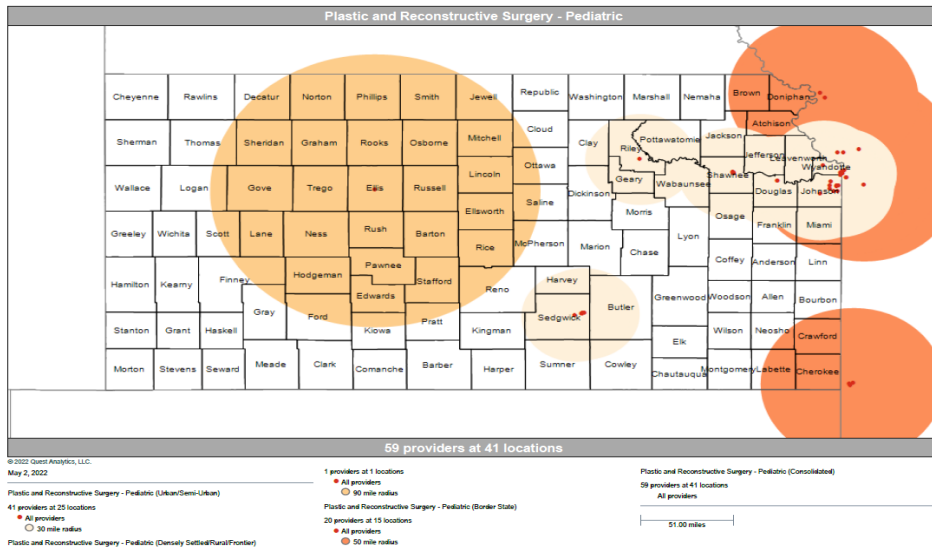 Plastic and Reconstructive Surgery - Pediatric
Cheyenne Rawlins Decatur Norton Phillips Smith Jewell Republic Washington Marshall Nemaha Brown Doniphan
Atchison
Sherman Thomas Sheridan Graham Rooks Osborne Mitchell Cloud Clay Riley Pottawatomie Jackson Jefferson Leavenworth
Wyandotte
Wallace Logan Gove Trego Ellis Russell Lincoln Ottawa Geary Wabaunsee Shawnee Douglas Johnson
Saline Dickinson
Ellsworth Morris
Greeley Wichita Scott Lane Ness Rush Barton Rice McPherson Marion Chase Lyon Osage Franklin Miami
Hamilton Kearny Finney Hodgeman Pawnee Stafford Coffey Anderson Linn
Edwards Reno Harvey
Gray Ford Kiowa Pratt Kingman Sedgwick Butler Greenwood Woodson Allen Bourbon
Stanton Grant Haskell Elk Wilson Neosho Crawford
Morton Stevens Seward Meade Clark Comanche Barber Harper Sumner Cowley Chautauqua Montgomery Labette Cherokee
59 providers at 41 locations
© 2022 Quest Analytics, LLC.
May 2, 2022
Plastic and Reconstructive Surgery - Pediatric (Urban/Semi-Urban)
41 providers at 25 locations
All providers
30 mile radius
Plastic and Reconstructive Surgery - Pediatric (Densely Settled/Rural/Frontier)
1 providers at 1 locations
All providers
90 mile radius
Plastic and Reconstructive Surgery - Pediatric (Border State)
20 providers at 15 locations
All providers
50 mile radius
Plastic and Reconstructive Surgery - Pediatric (Consolidated)
59 providers at 41 locations
All providers
51.00 miles